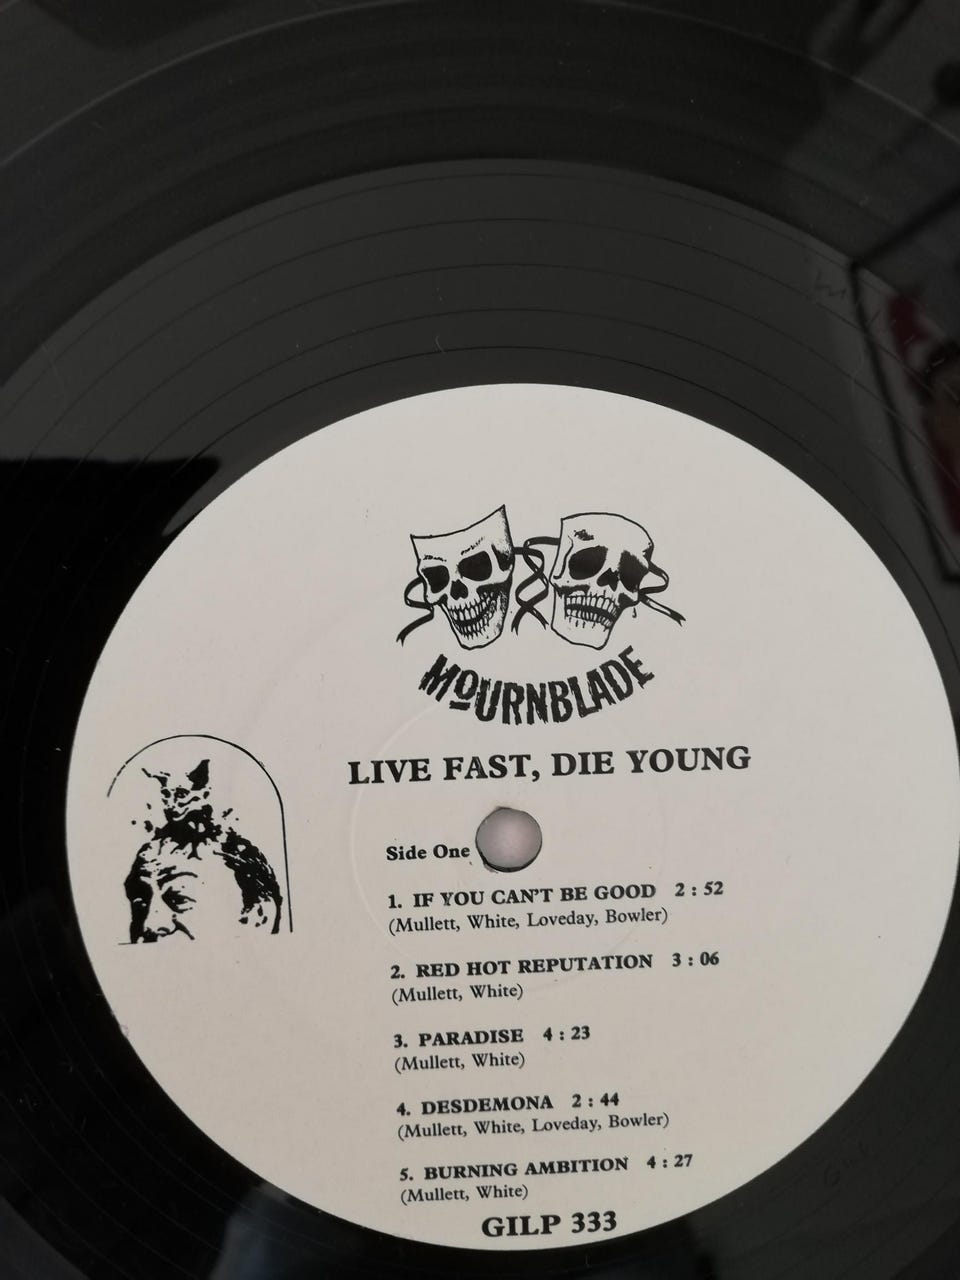 MOURNBLADE
LIVE FAST, DIE YOUNG
Side One
1. IF YOU CAN'T BE GOOD 2 : 52
(Mullett, White, Loveday, Bowler)
2. RED HOT REPUTATION 3 : 06
(Mullett, White)
3. PARADISE 4 : 23
(Mullett, White)
4. DESDEMONA 2 : 44
(Mullett, White, Loveday, Bowler)
5. BURNING AMBITION 4 : 27
(Mullett, White)
GILP 333